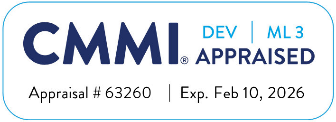 CMMI® DEV | ML 3
APPRAISED
Appraisal # 63260 | Exp. Feb 10, 2026